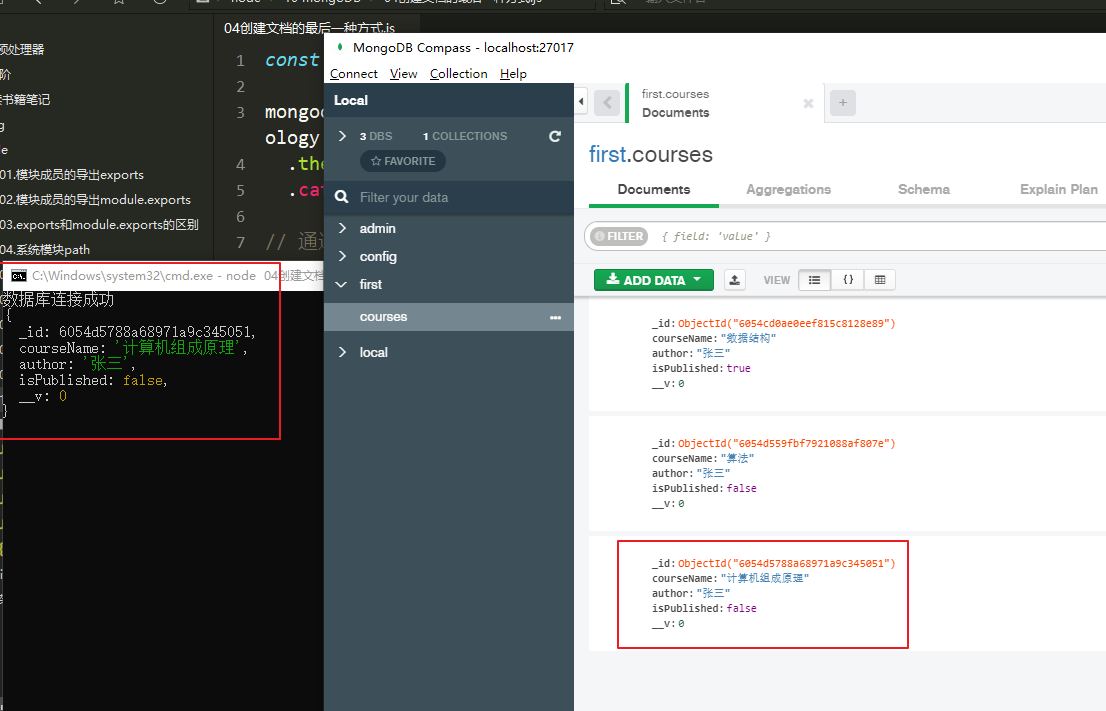 04创建文档的最后一种方式.js
预处理器
阶
读书籍笔记
01.模块成员的导出exports
02.模块成员的导出module.exports
03.exports和module.exports的区别
04.系统模块path
1 const
2
3 mongo
ology
4 .the
5 .cat
6
7 // 通
C:\Windows\system32\cmd.exe - node 04创建文档
数据库连接成功
{
_id: 6054d5788a68971a9c345051,
courseName: '计算机组成原理',
author: '张三',
isPublished: false,
__v: 0
}
MongoDB Compass - localhost:27017
Connect View Collection Help
Local
3 DBS 1 COLLECTIONS
FAVORITE
Filter your data
admin
config
first
courses
local
first.courses
Documents
first.courses
Documents Aggregations Schema Explain Plan
FILTER { field: 'value' }
ADD DATA VIEW {}
_id:ObjectId("6054cd0ae0eef815c8128e89")
courseName:"数据结构"
author:"张三"
isPublished:true
__v:0
_id:ObjectId("6054d559fbf7921088af807e")
courseName:"算法"
author:"张三"
isPublished:false
__v:0
_id:ObjectId("6054d5788a68971a9c345051")
courseName:"计算机组成原理"
author:"张三"
isPublished:false
__v:0